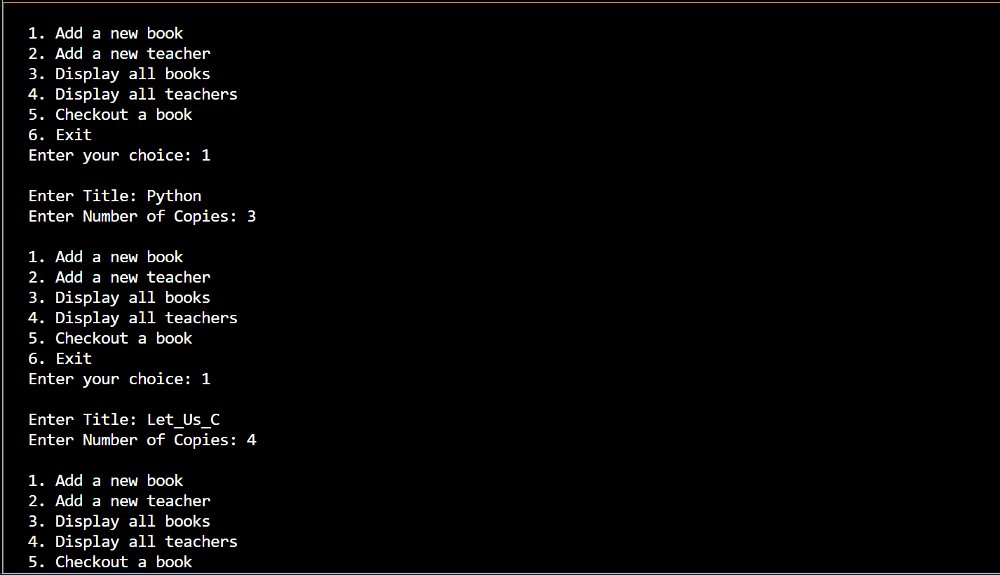 1. Add a new book
2. Add a new teacher
3. Display all books
4. Display all teachers
5. Checkout a book
6. Exit
Enter your choice: 1
Enter Title: Python
Enter Number of Copies: 3
1. Add a new book
2. Add a new teacher
3. Display all books
4. Display all teachers
5. Checkout a book
6. Exit
Enter your choice: 1
Enter Title: Let_Us_C
Enter Number of Copies: 4
1. Add a new book
2. Add a new teacher
3. Display all books
4. Display all teachers
5. Checkout a book